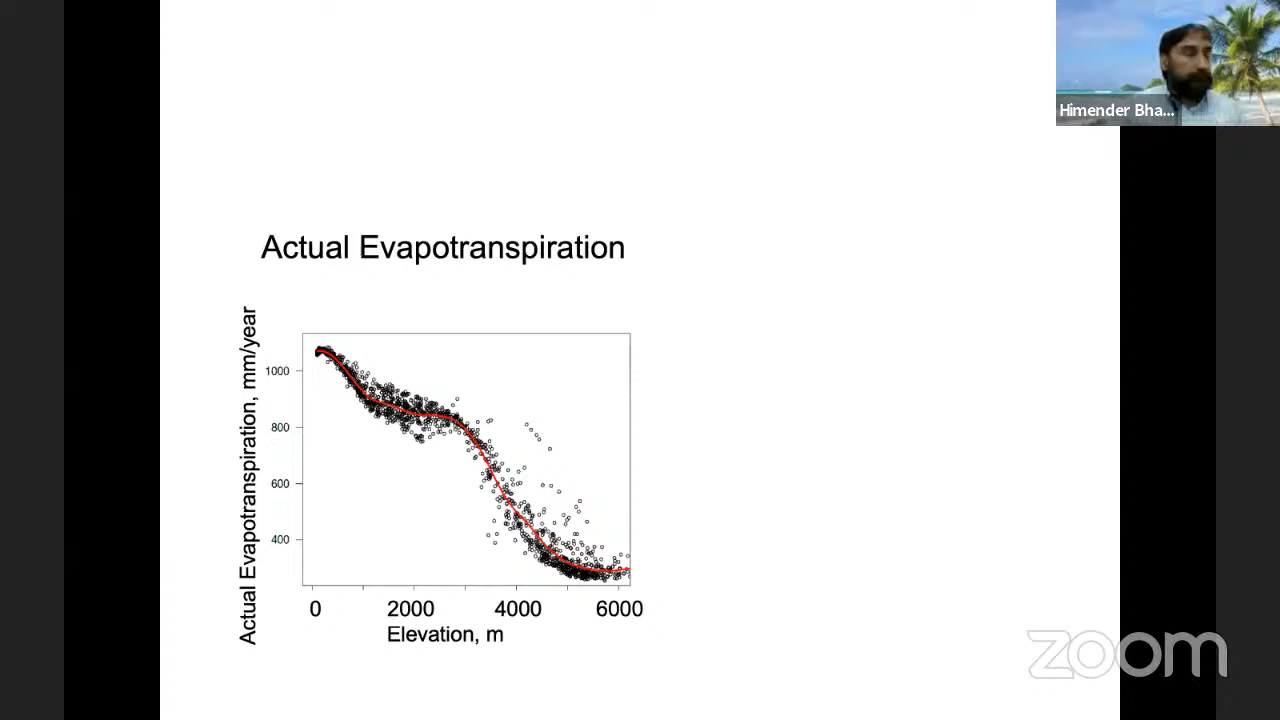 Himender Bha...
Actual Evapotranspiration
Actual Evapotranspiration, mm/year
1000
800
600
400
0 2000 4000 6000
Elevation, m
zoom